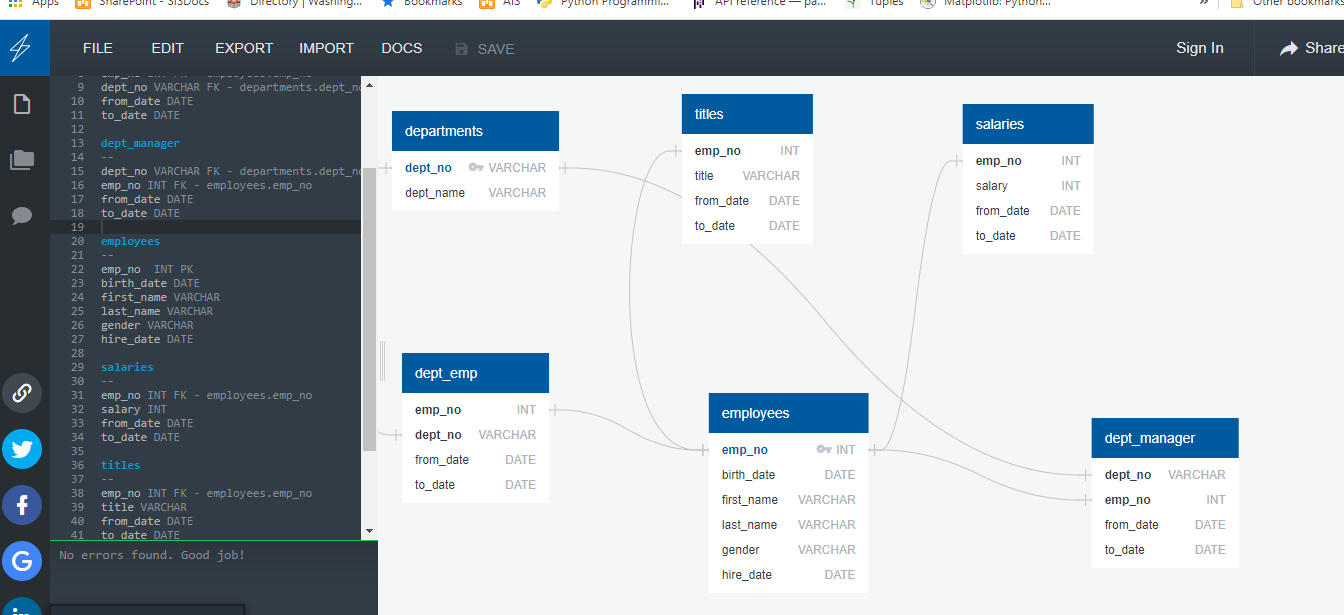 Apps SharePoint - SISDocs Directory | Washing... Bookmarks AIS Python Programmi... API reference — pa... Tuples Matplotlib: Python... » Other bookmarks
FILE EDIT EXPORT IMPORT DOCS SAVE Sign In Share
emp_no INT FK - employees.emp_no
9 dept_no VARCHAR FK - departments.dept_no
10 from_date DATE
11 to_date DATE
12
13 dept_manager
14 --
15 dept_no VARCHAR FK - departments.dept_no
16 emp_no INT FK - employees.emp_no
17 from_date DATE
18 to_date DATE
19
20 employees
21 --
22 emp_no  INT PK
23 birth_date DATE
24 first_name VARCHAR
25 last_name VARCHAR
26 gender VARCHAR
27 hire_date DATE
28
29 salaries
30 --
31 emp_no INT FK - employees.emp_no
32 salary INT
33 from_date DATE
34 to_date DATE
35
36 titles
37 --
38 emp_no INT FK - employees.emp_no
39 title VARCHAR
40 from_date DATE
41 to_date DATE
No errors found. Good job!
departments
dept_no VARCHAR
dept_name VARCHAR
titles
emp_no INT
title VARCHAR
from_date DATE
to_date DATE
salaries
emp_no INT
salary INT
from_date DATE
to_date DATE
dept_emp
emp_no INT
dept_no VARCHAR
from_date DATE
to_date DATE
employees
emp_no INT
birth_date DATE
first_name VARCHAR
last_name VARCHAR
gender VARCHAR
hire_date DATE
dept_manager
dept_no VARCHAR
emp_no INT
from_date DATE
to_date DATE